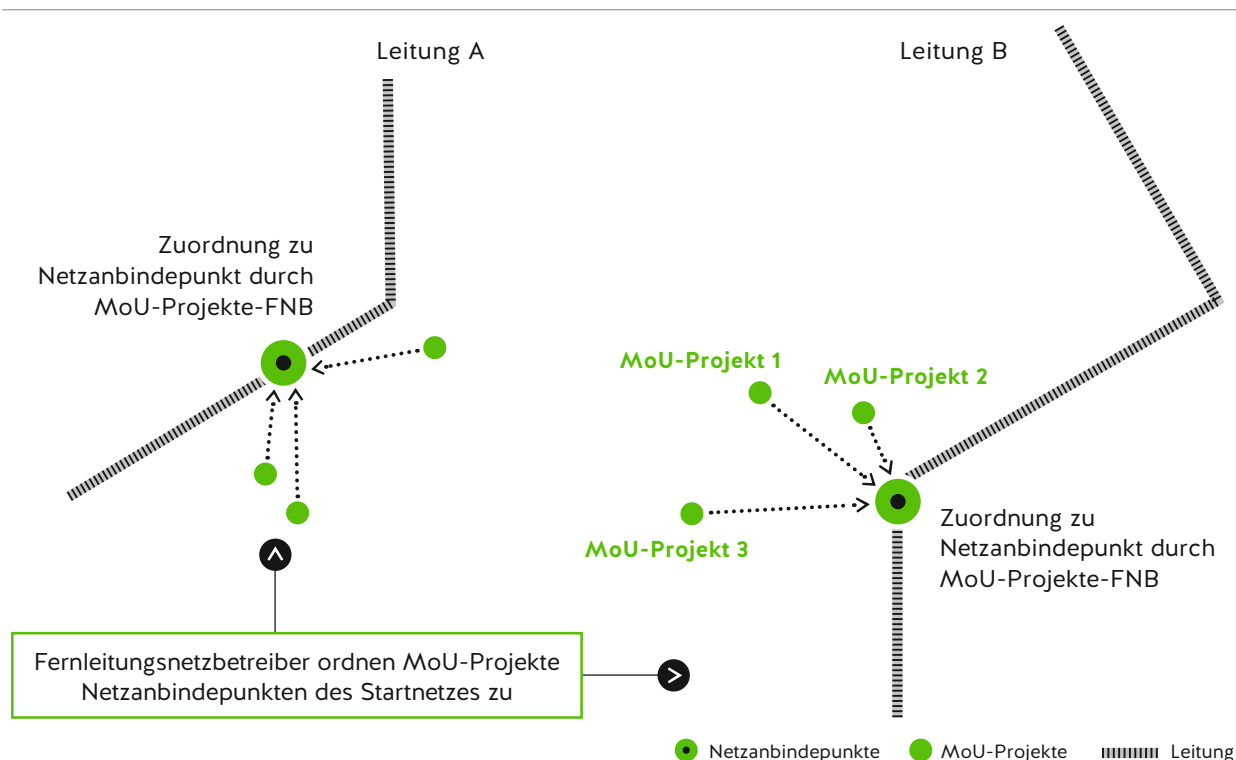 Leitung A
Leitung B
Zuordnung zu
Netzanbindepunkt durch
MoU-Projekte-FNB
MoU-Projekt 1
MoU-Projekt 2
MoU-Projekt 3
Zuordnung zu
Netzanbindepunkt durch
MoU-Projekte-FNB
Fernleitungsnetzbetreiber ordnen MoU-Projekte
Netzanbindepunkten des Startnetzes zu
Netzanbindepunkte
MoU-Projekte
Leitung